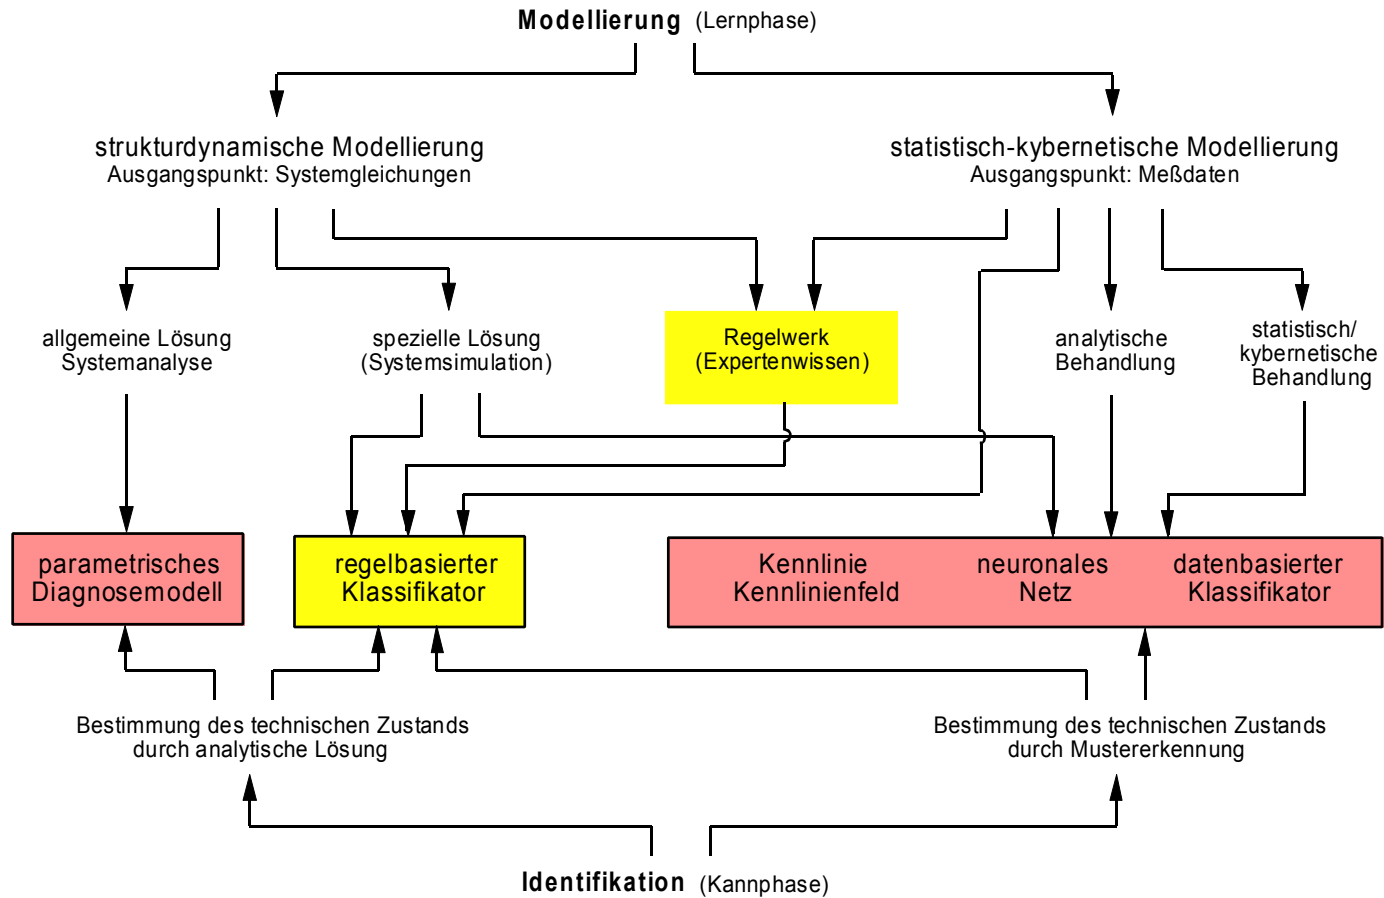 Modellierung (Lernphase)
strukturdynamische Modellierung
Ausgangspunkt: Systemgleichungen
statistisch-kybernetische Modellierung
Ausgangspunkt: Meßdaten
allgemeine Lösung
Systemanalyse
spezielle Lösung
(Systemsimulation)
Regelwerk
(Expertenwissen)
analytische
Behandlung
statistisch/
kybernetische
Behandlung
parametrisches
Diagnosemodell
regelbasierter
Klassifikator
Kennlinie
Kennlinienfeld
neuronales
Netz
datenbasierter
Klassifikator
Bestimmung des technischen Zustands
durch analytische Lösung
Bestimmung des technischen Zustands
durch Mustererkennung
Identifikation (Kannphase)